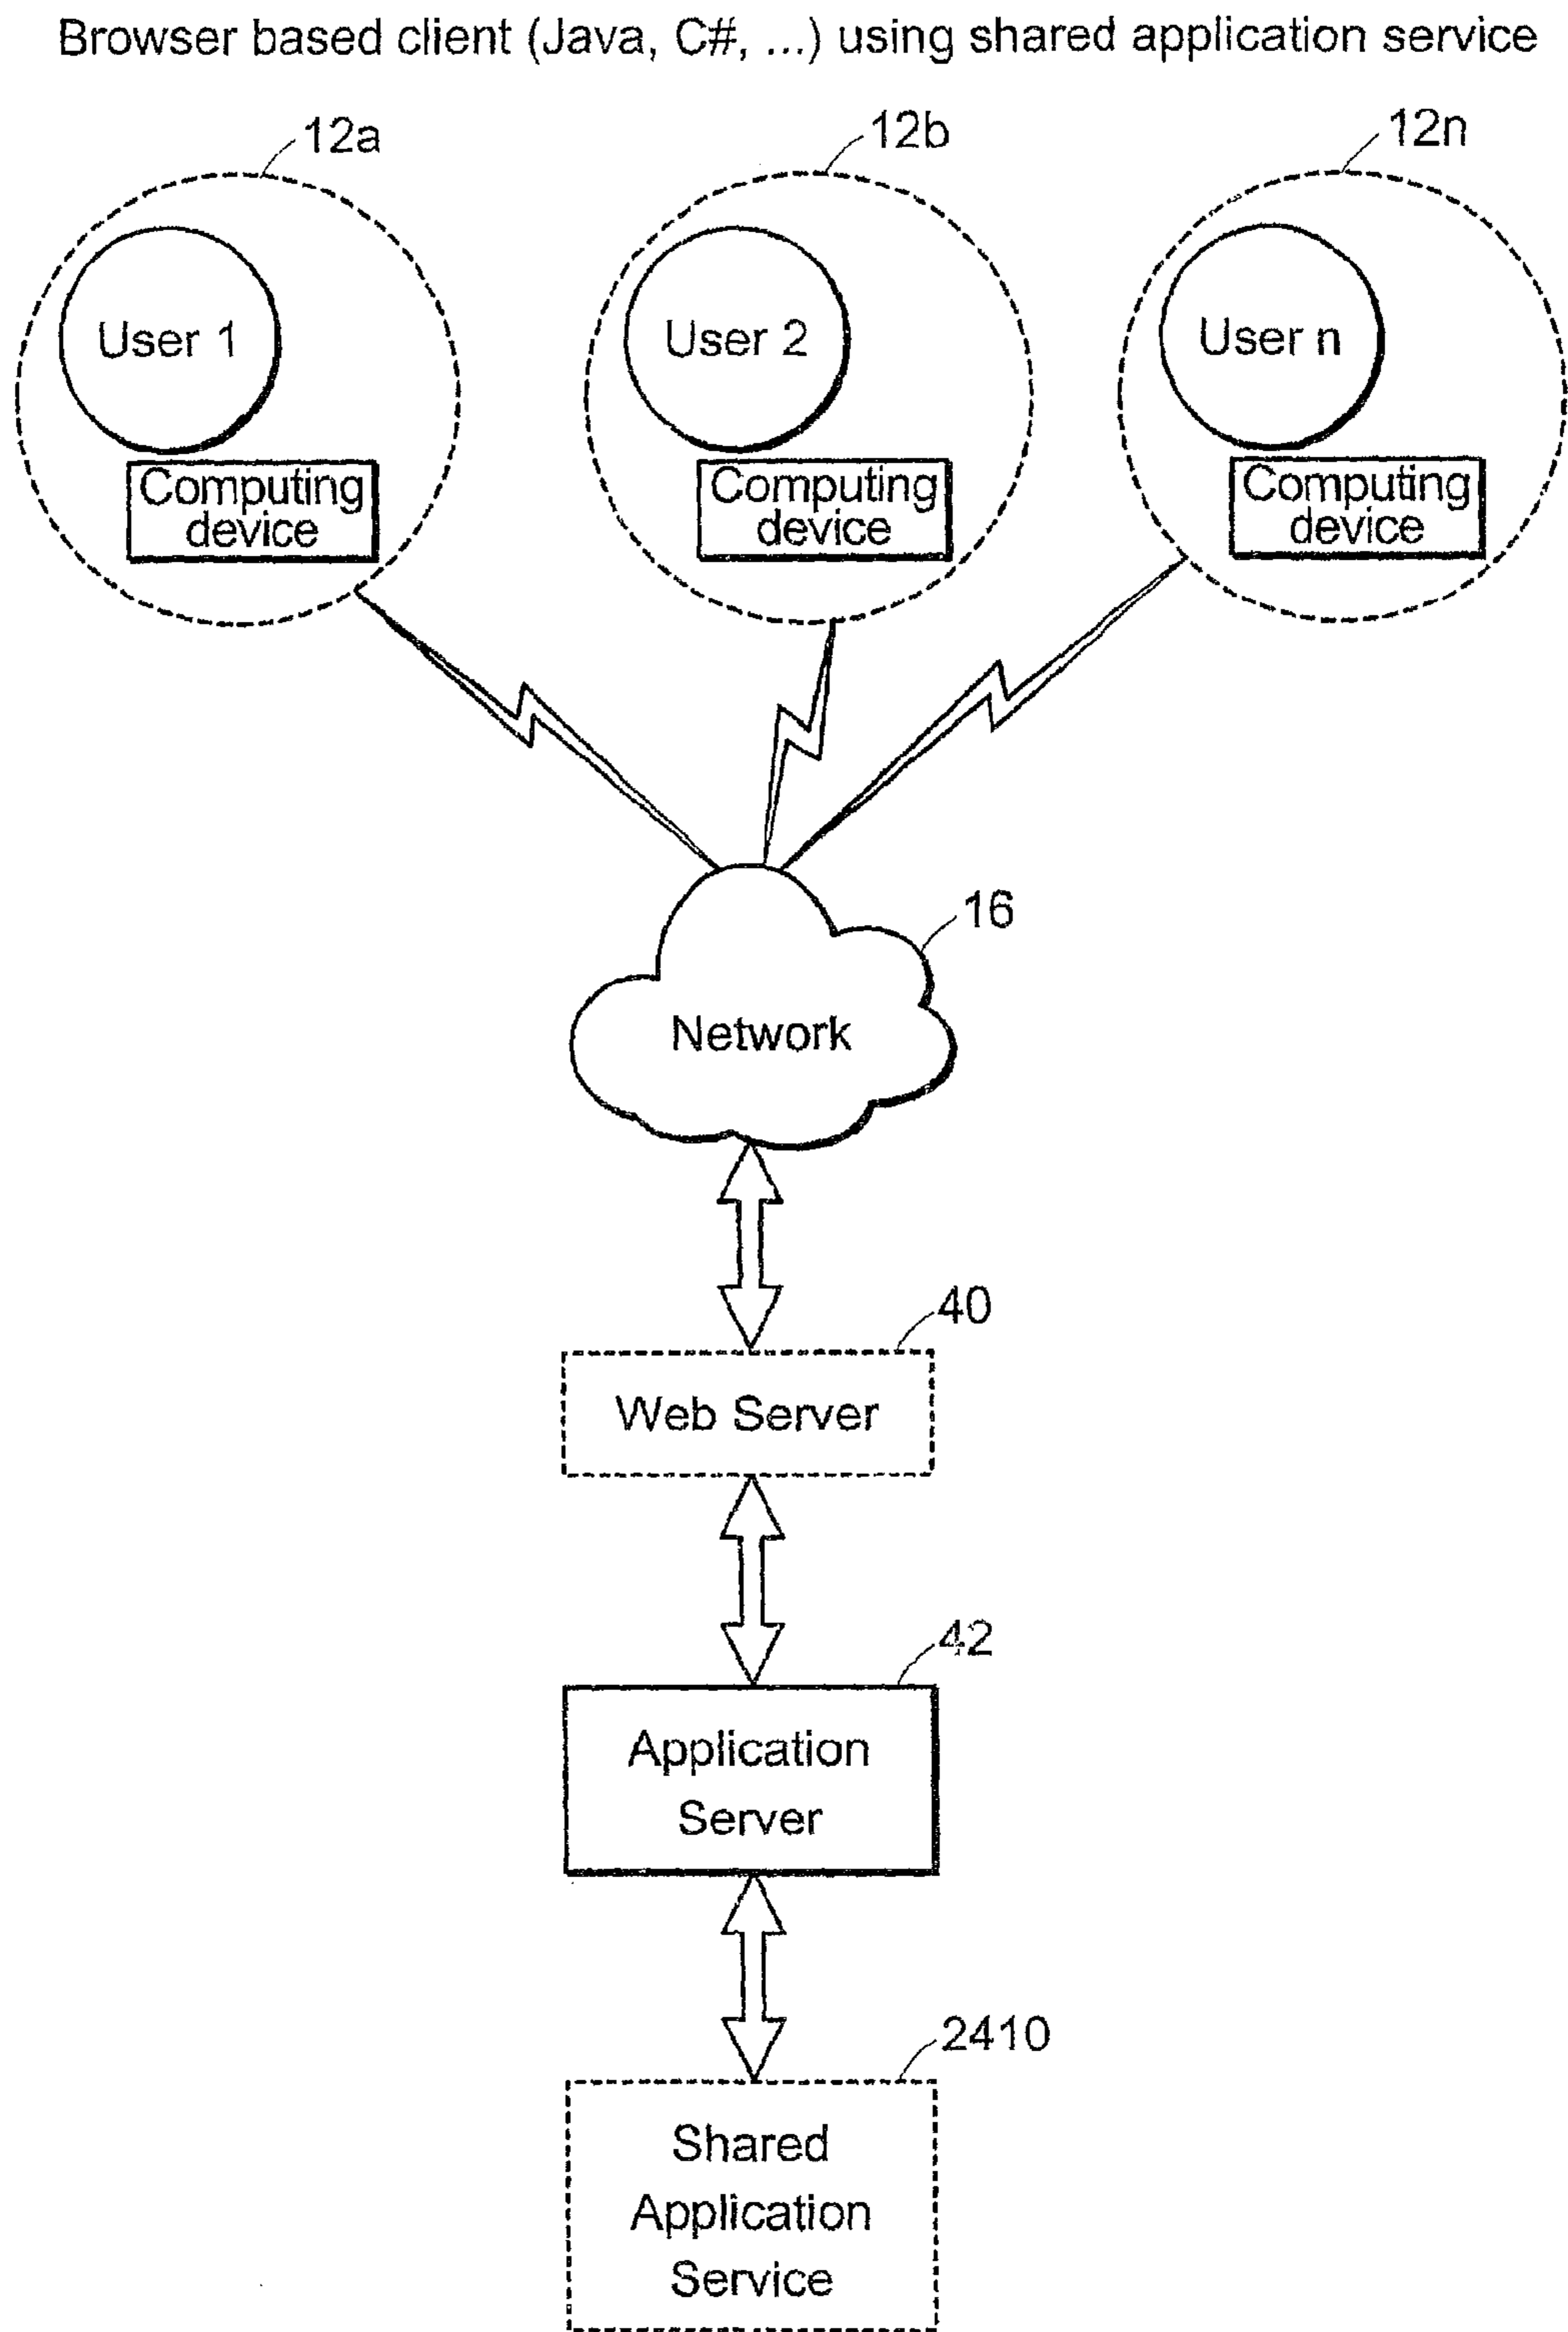 Browser based client (Java, C#, ...) using shared application service
12a
12b
12n
User 1
User 2
User n
Computing
device
Computing
device
Computing
device
16
Network
40
Web Server
42
Application
Server
2410
Shared
Application
Service